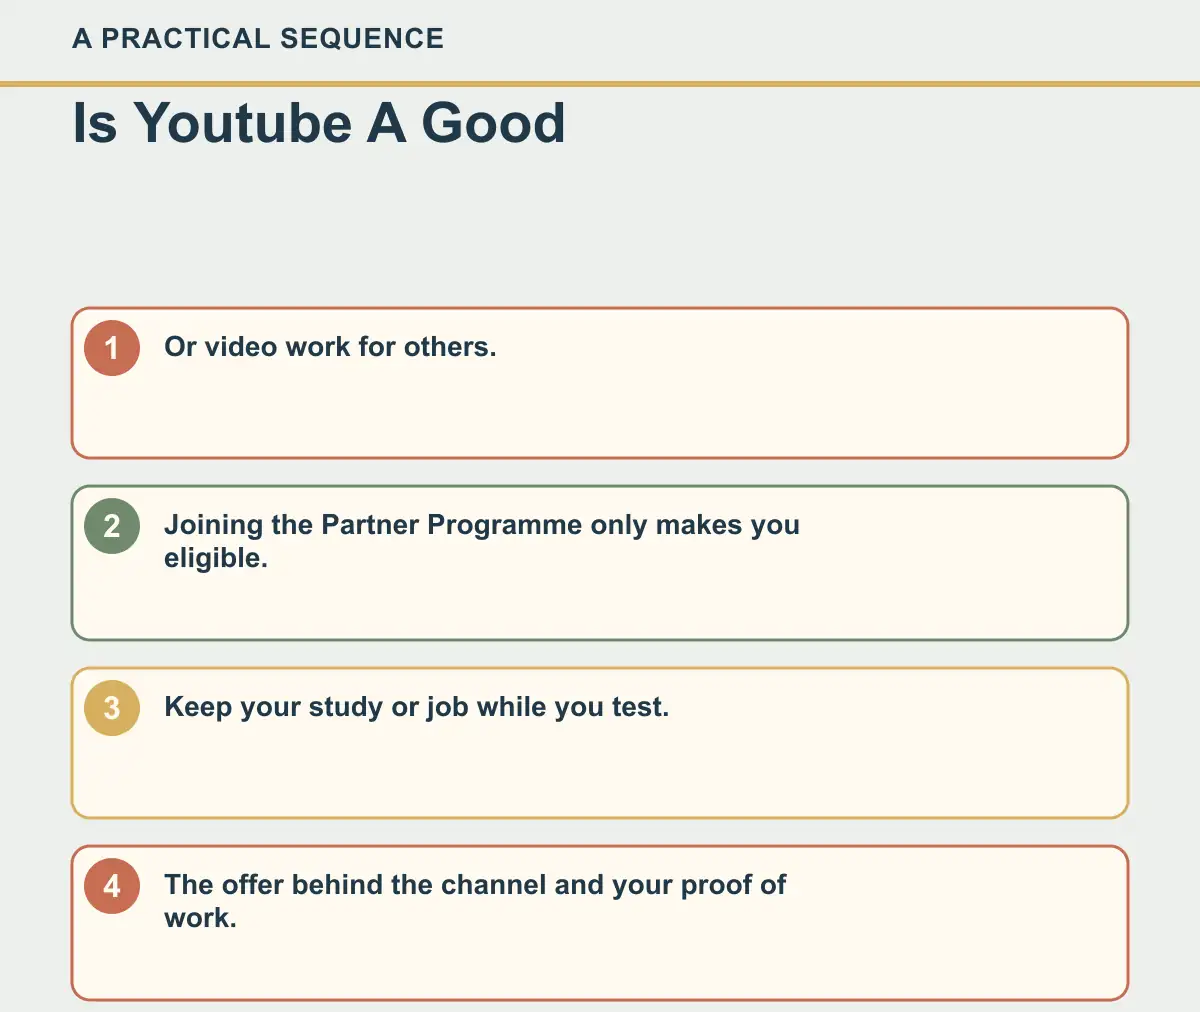 A PRACTICAL SEQUENCE
Is Youtube A Good
1
Or video work for others.
2
Joining the Partner Programme only makes you
eligible.
3
Keep your study or job while you test.
4
The offer behind the channel and your proof of
work.